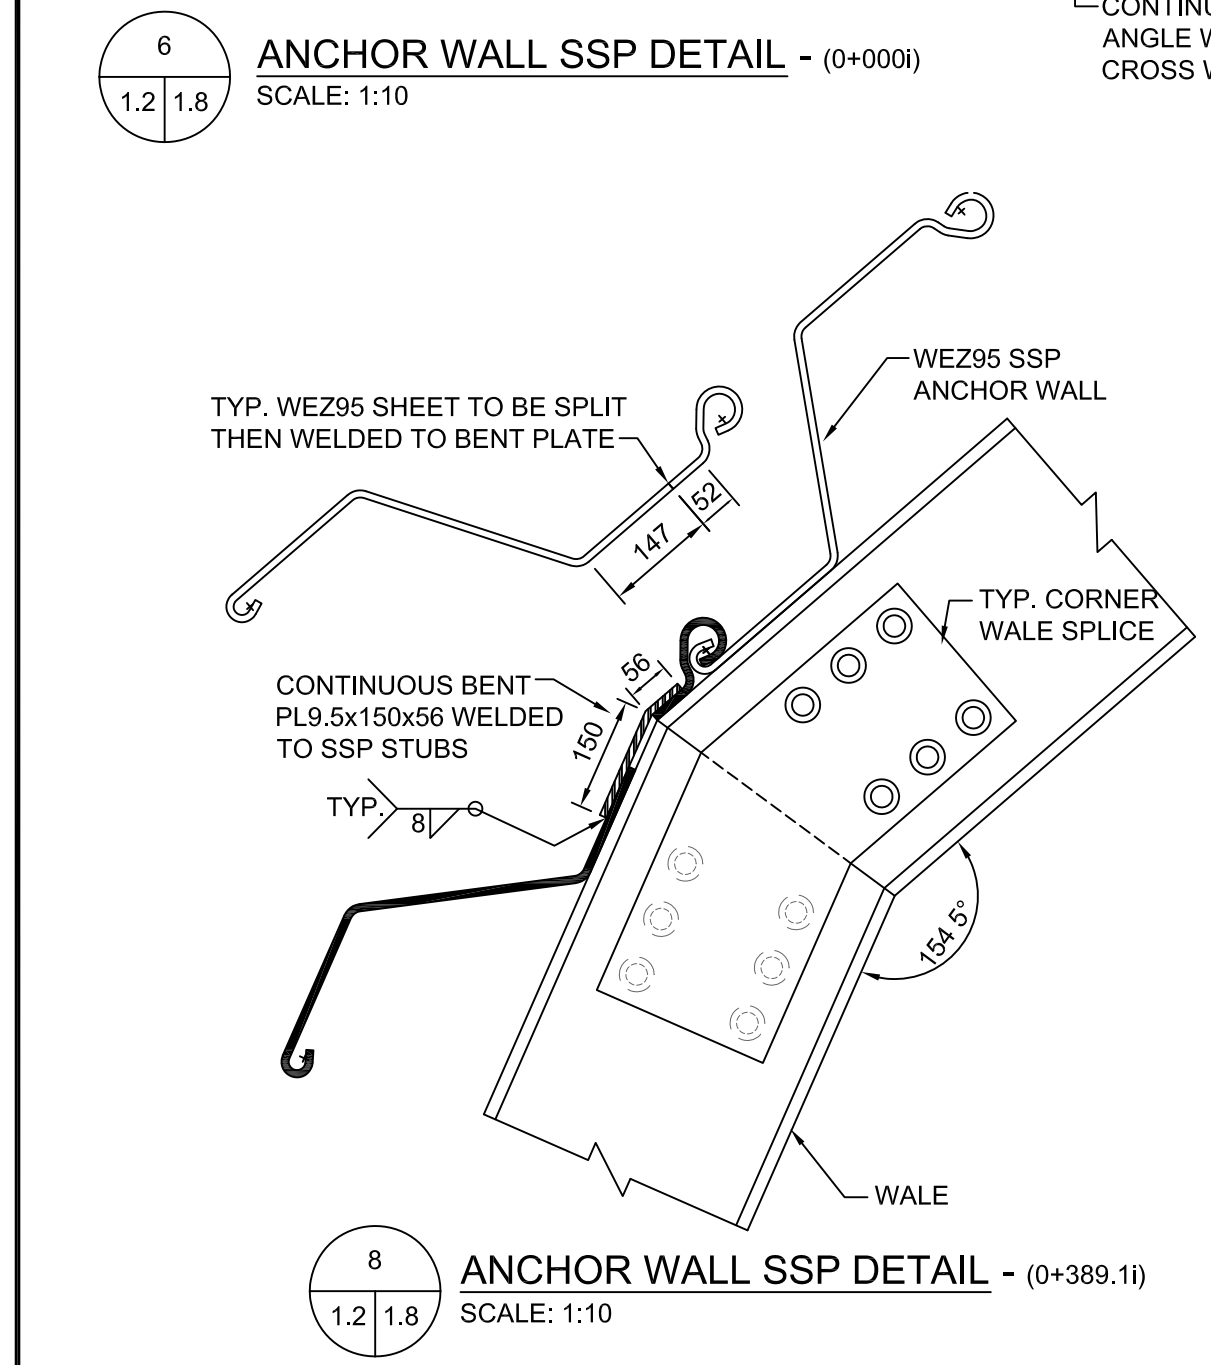 CONTINU
ANGLE W
CROSS W
6
1.2 1.8
ANCHOR WALL SSP DETAIL - (0+000i)
SCALE: 1:10
WEZ95 SSP
ANCHOR WALL
TYP. WEZ95 SHEET TO BE SPLIT
THEN WELDED TO BENT PLATE
52
147
TYP. CORNER
WALE SPLICE
56
CONTINUOUS BENT
PL9.5x150x56 WELDED
TO SSP STUBS
150
TYP.
8
154 5°
WALE
8
1.2 1.8
ANCHOR WALL SSP DETAIL - (0+389.1i)
SCALE: 1:10